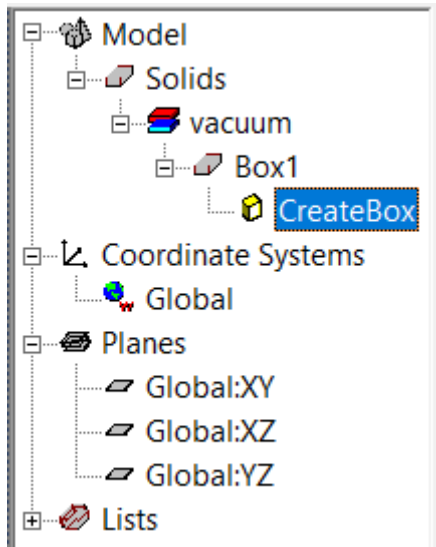 Model
Solids
vacuum
Box1
CreateBox
Coordinate Systems
Global
Planes
Global:XY
Global:XZ
Global:YZ
Lists